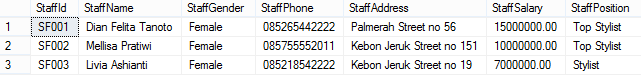 StaffId StaffName StaffGender StaffPhone StaffAddress StaffSalary StaffPosition
1 SF001 Dian Felita Tanoto Female 085265442222 Palmerah Street no 56 15000000.00 Top Stylist
2 SF002 Mellisa Pratiwi Female 085755552011 Kebon Jeruk Street no 151 10000000.00 Top Stylist
3 SF003 Livia Ashianti Female 085218542222 Kebon Jeruk Street no 19 7000000.00 Stylist